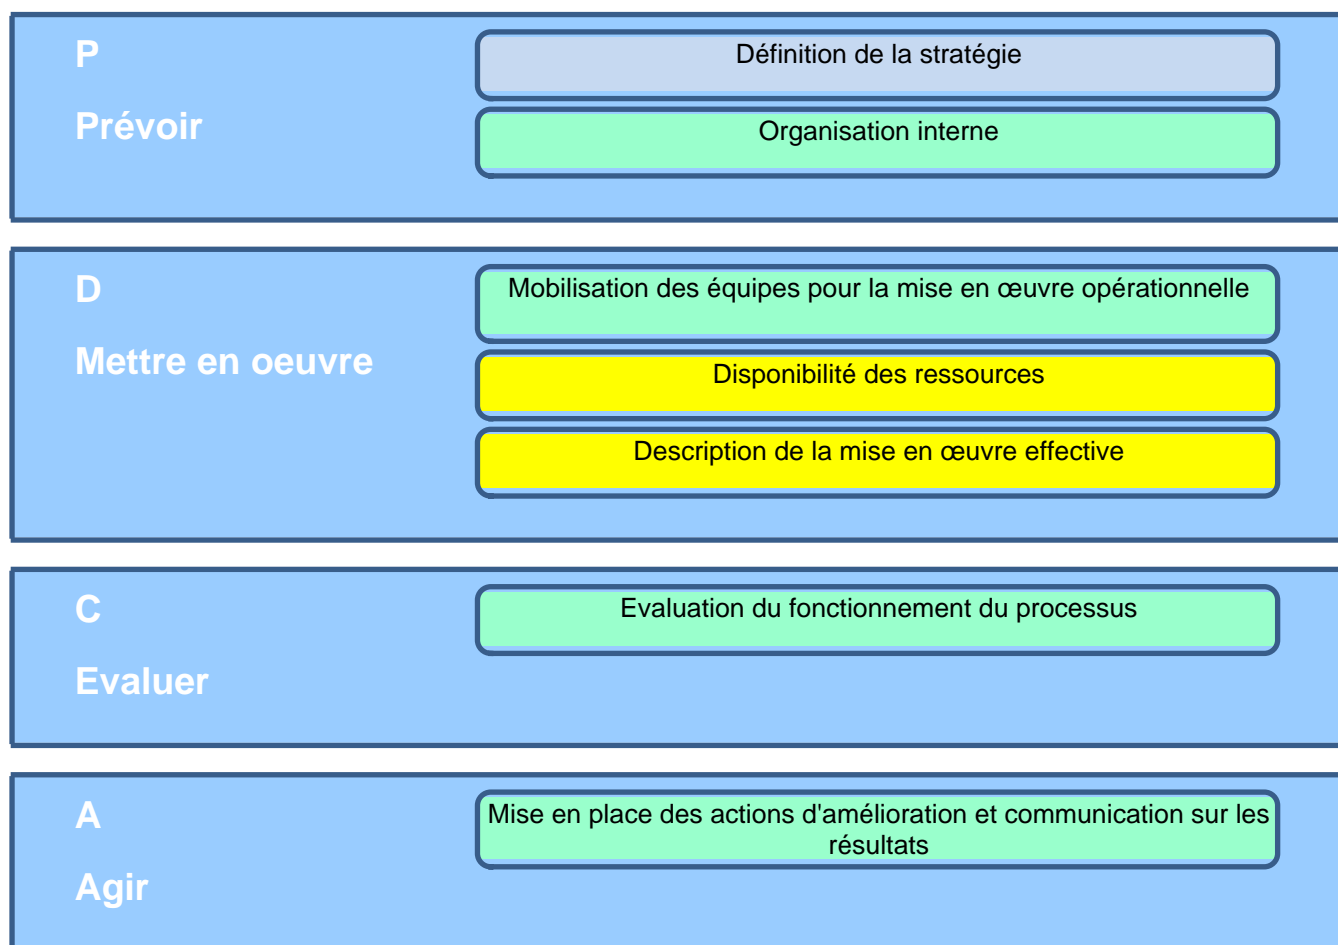 P
Prévoir
Définition de la stratégie
Organisation interne
D
Mettre en oeuvre
Mobilisation des équipes pour la mise en œuvre opérationnelle
Disponibilité des ressources
Description de la mise en œuvre effective
C
Evaluer
Evaluation du fonctionnement du processus
A
Agir
Mise en place des actions d'amélioration et communication sur les
résultats